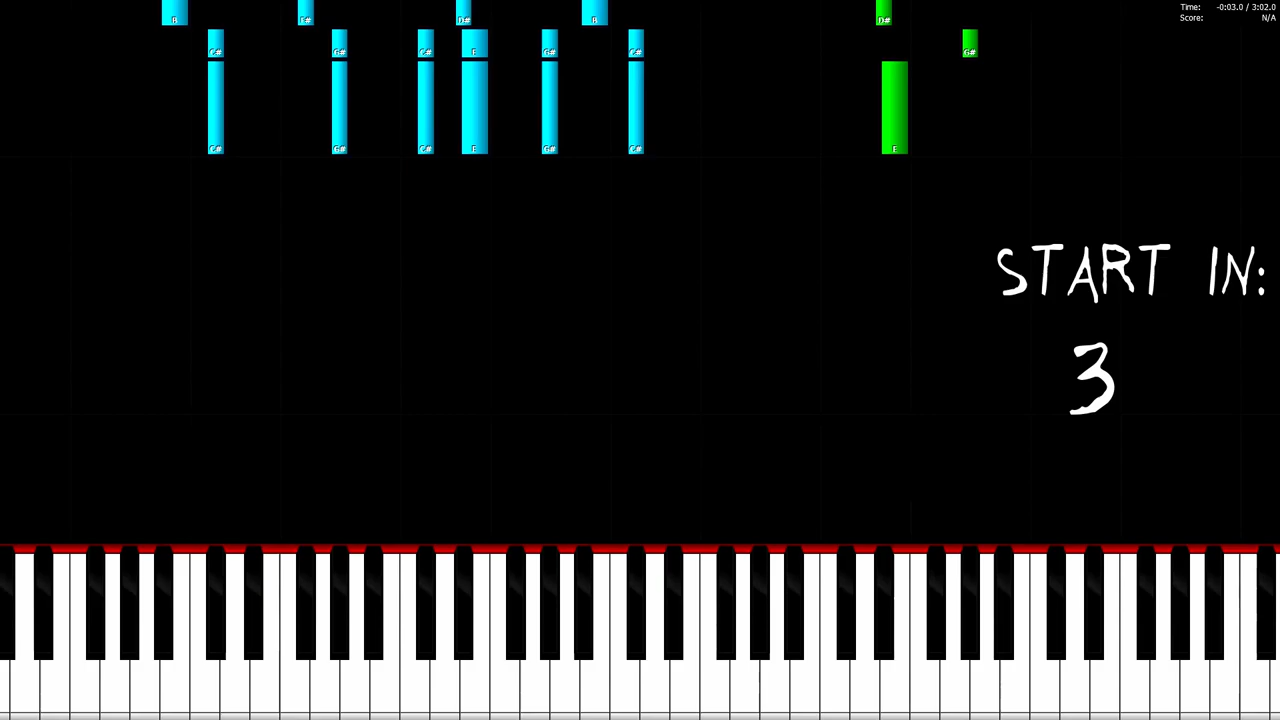 Time: -0:03.0 / 3:02.0
Score: N/A
B F# D# B D#
C# G# C# E G# C# G#
C# G# C# E G# C# E
START IN:
3